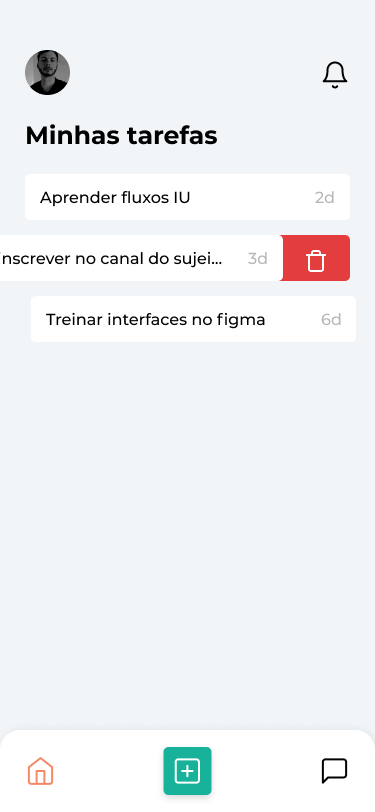 Minhas tarefas
Aprender fluxos IU 2d
nscrever no canal do sujei... 3d
Treinar interfaces no figma 6d